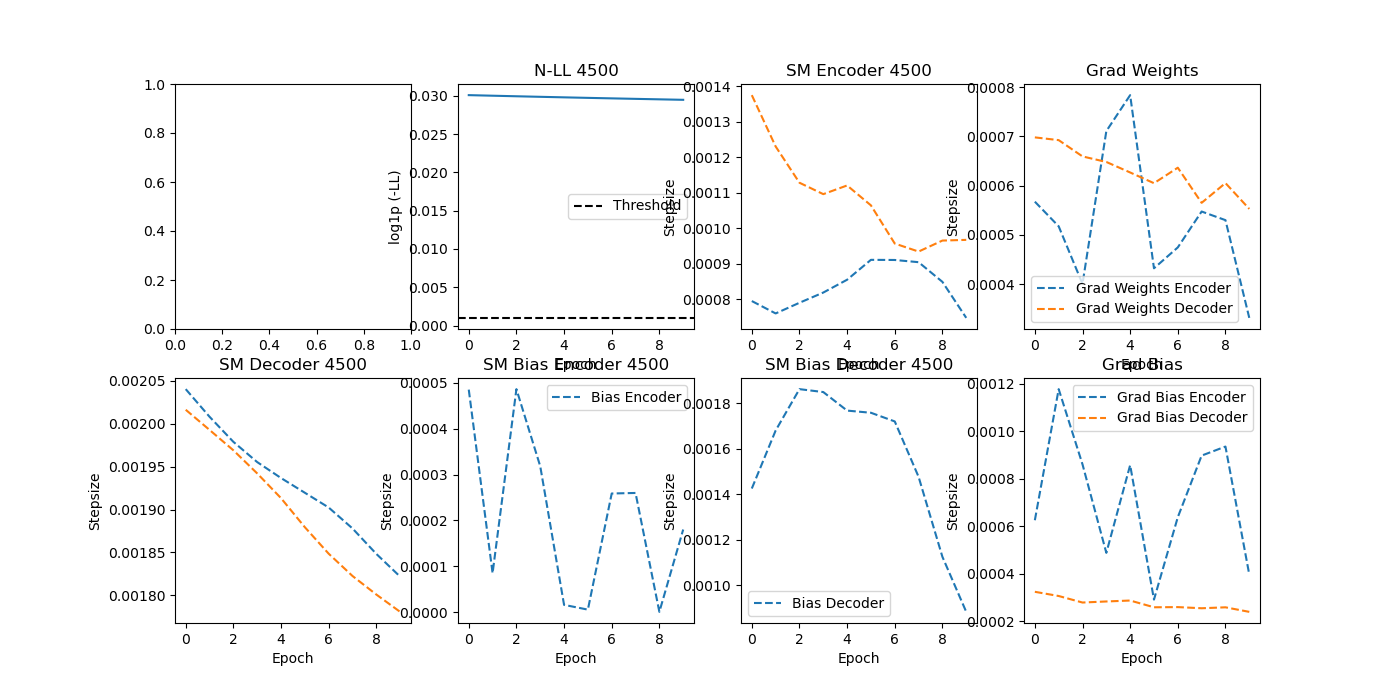 N-LL 4500
SM Encoder 4500
Grad Weights
1.0
0.8
0.6
0.4
0.2
0.0
0.0 0.2 0.4 0.6 0.8 1.0
log1p (-LL)
0.030
0.025
0.020
0.015
0.010
0.005
0.000
Threshold
0 2 4 6 8
Epoch
Stepsize
0.0014
0.0013
0.0012
0.0011
0.0010
0.0009
0.0008
0 2 4 6 8
Epoch
Stepsize
0.0008
0.0007
0.0006
0.0005
0.0004
Grad Weights Encoder
Grad Weights Decoder
0 2 4 6 8
Epoch
SM Decoder 4500
SM Bias Encoder 4500
SM Bias Decoder 4500
Grad Bias
Stepsize
0.00205
0.00200
0.00195
0.00190
0.00185
0.00180
0 2 4 6 8
Epoch
Stepsize
0.0005
0.0004
0.0003
0.0002
0.0001
0.0000
Bias Encoder
0 2 4 6 8
Epoch
Stepsize
0.0018
0.0016
0.0014
0.0012
0.0010
Bias Decoder
0 2 4 6 8
Epoch
Stepsize
0.0012
0.0010
0.0008
0.0006
0.0004
0.0002
Grad Bias Encoder
Grad Bias Decoder
0 2 4 6 8
Epoch